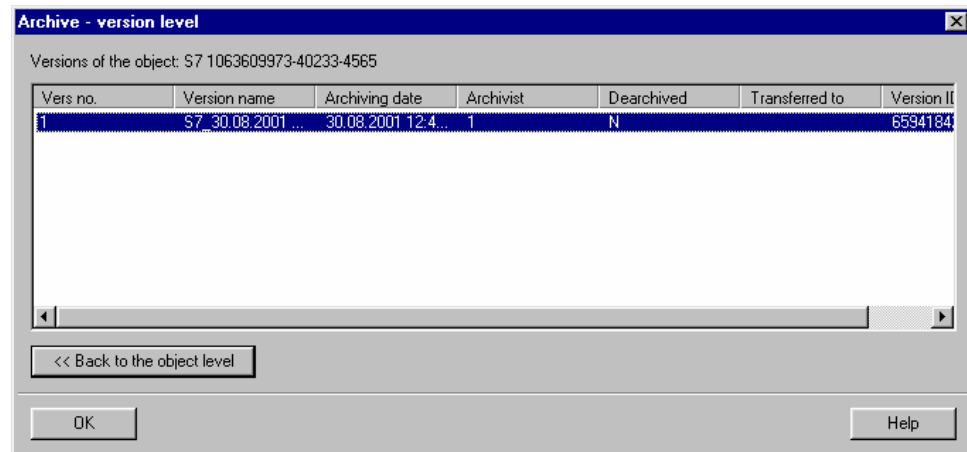 Archive - version level
Versions of the object: S7 1063609973-40233-4565
Vers no. Version name Archiving date Archivist Dearchived Transferred to Version I
1 S7_30.08.2001 ... 30.08.2001 12:4... 1 N 6594184
<< Back to the object level
OK Help